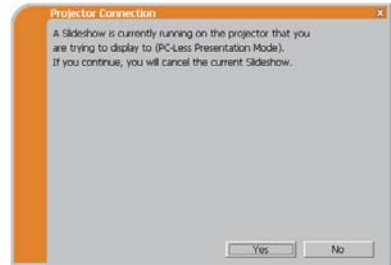 Projector Connection
X
A Slideshow is currently running on the projector that you
are trying to display to (PC-Less Presentation Mode).
If you continue, you will cancel the current Slideshow.
Yes
No